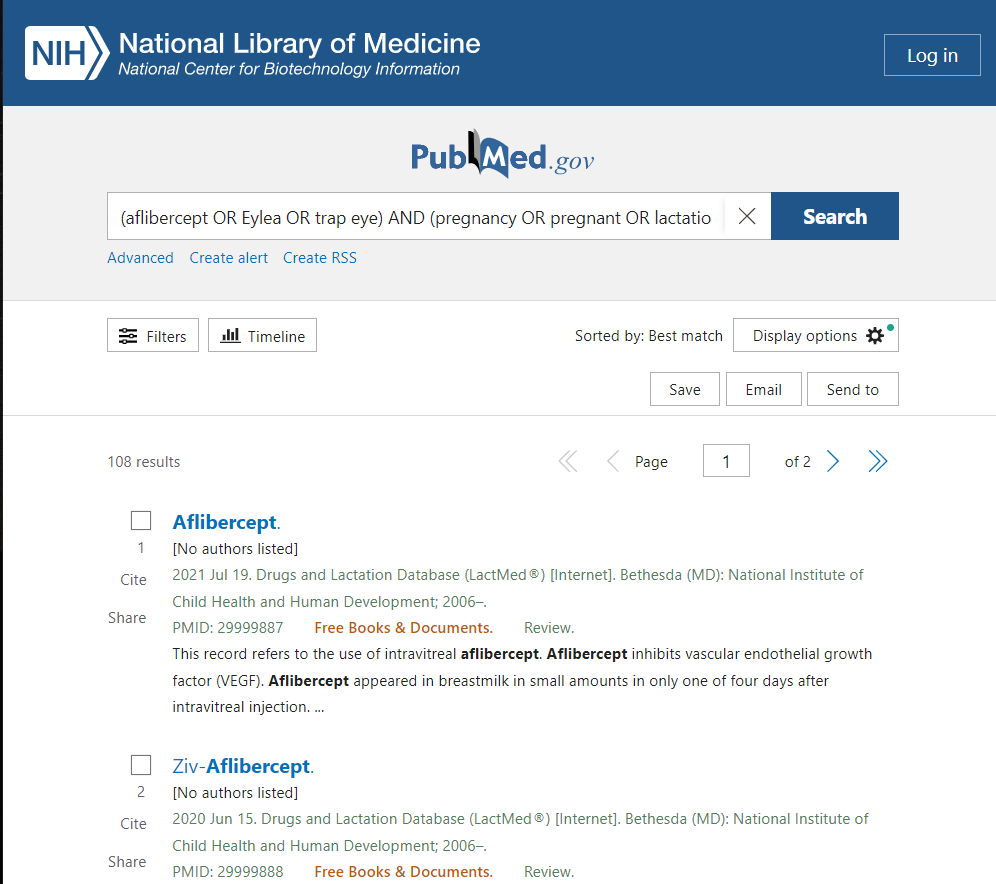 NIH National Library of Medicine
National Center for Biotechnology Information
Log in
PubMed.gov
(aflibercept OR Eylea OR trap eye) AND (pregnancy OR pregnant OR lactatio
Search
Advanced Create alert Create RSS
Filters Timeline Sorted by: Best match Display options
Save Email Send to
108 results Page 1 of 2
Aflibercept.
1 [No authors listed]
Cite 2021 Jul 19. Drugs and Lactation Database (LactMed®) [Internet]. Bethesda (MD): National Institute of
Child Health and Human Development; 2006–.
Share
PMID: 29999887 Free Books & Documents. Review.
This record refers to the use of intravitreal aflibercept. Aflibercept inhibits vascular endothelial growth
factor (VEGF). Aflibercept appeared in breastmilk in small amounts in only one of four days after
intravitreal injection. ...
Ziv-Aflibercept.
2 [No authors listed]
Cite 2020 Jun 15. Drugs and Lactation Database (LactMed®) [Internet]. Bethesda (MD): National Institute of
Child Health and Human Development; 2006–.
Share
PMID: 29999888 Free Books & Documents. Review.